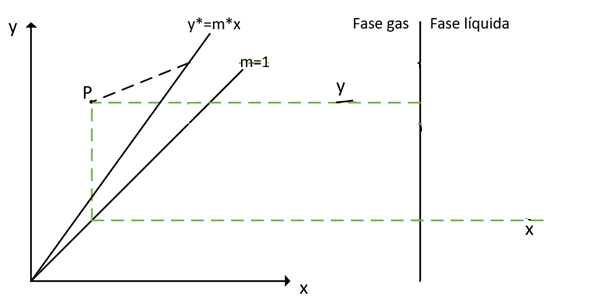 y
y*=m*x
Fase gas
Fase líquida
m=1
P
y
x
x